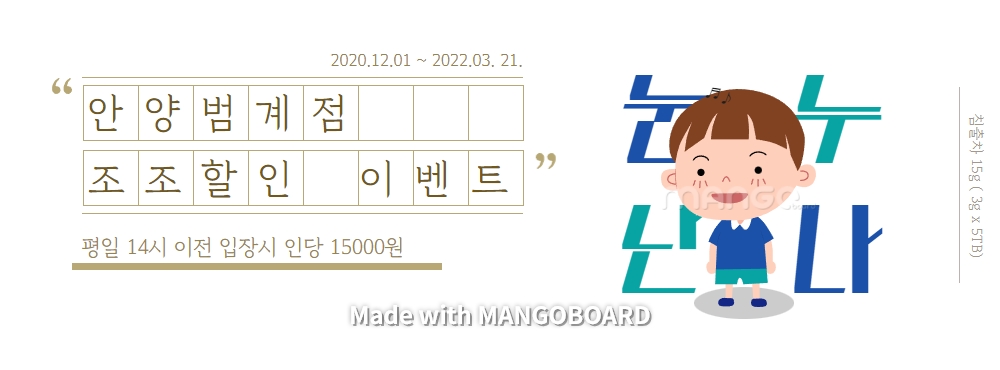 2020.12.01 ~ 2022.03. 21.
“
안양범계점
조조할인 이벤트
”
평일 14시 이전 입장시 인당 15000원
눈누
난나
mango
침출차 15g ( 3g x 5TB)
Made with MANGOBOARD